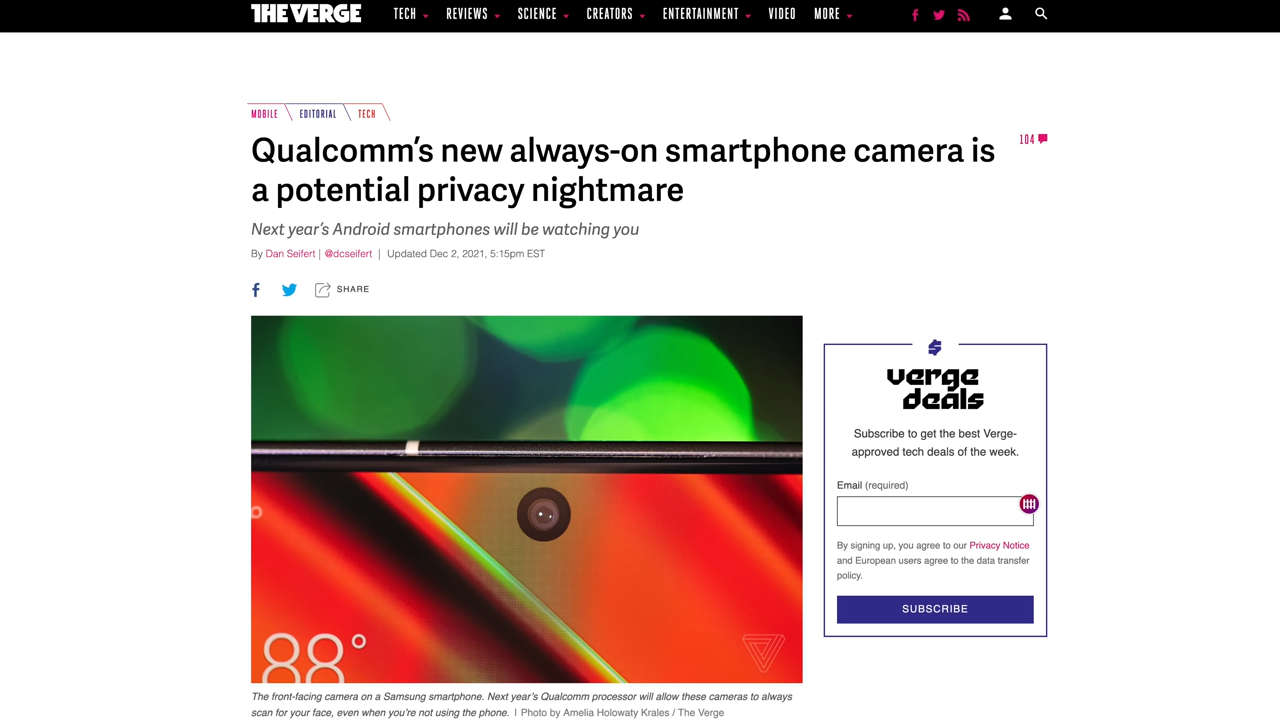 THE VERGE
TECH REVIEWS SCIENCE CREATORS ENTERTAINMENT VIDEO MORE
MOBILE EDITORIAL TECH
Qualcomm’s new always-on smartphone camera is
a potential privacy nightmare
104
Next year’s Android smartphones will be watching you
By Dan Seifert | @dcseifert | Updated Dec 2, 2021, 5:15pm EST
SHARE
88°
The front-facing camera on a Samsung smartphone. Next year’s Qualcomm processor will allow these cameras to always
scan for your face, even when you’re not using the phone. | Photo by Amelia Holowaty Krales / The Verge
verge
deals
Subscribe to get the best Verge-
approved tech deals of the week.
Email (required)
By signing up, you agree to our Privacy Notice
and European users agree to the data transfer
policy.
SUBSCRIBE